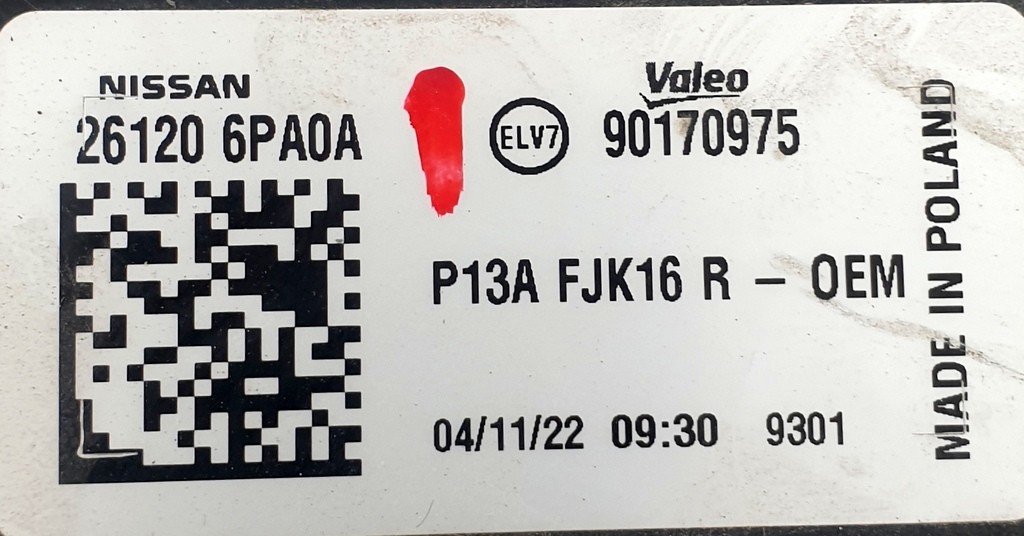 NISSAN
26120 6PA0A
ELV7
Valeo
90170975
P13A FJK16 R – OEM
04/11/22 09:30 9301
MADE IN POLAND